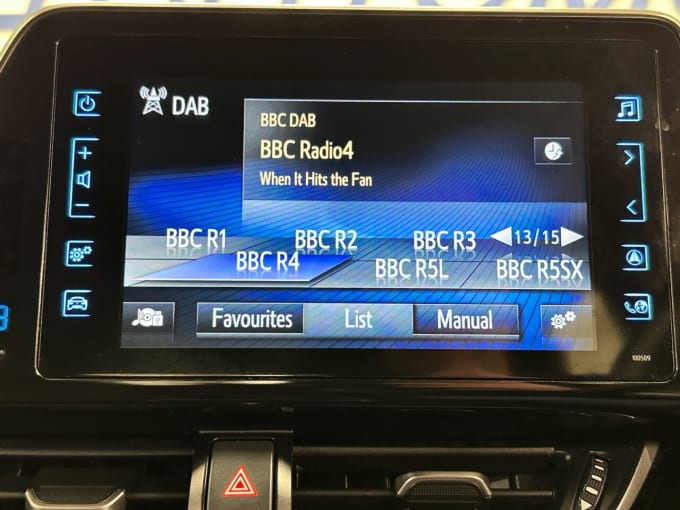 DAB
BBC DAB
BBC Radio4
When It Hits the Fan
BBC R1 BBC R2 BBC R3 13/15
BBC R4 BBC R5L BBC R5SX
Favourites List Manual
100509